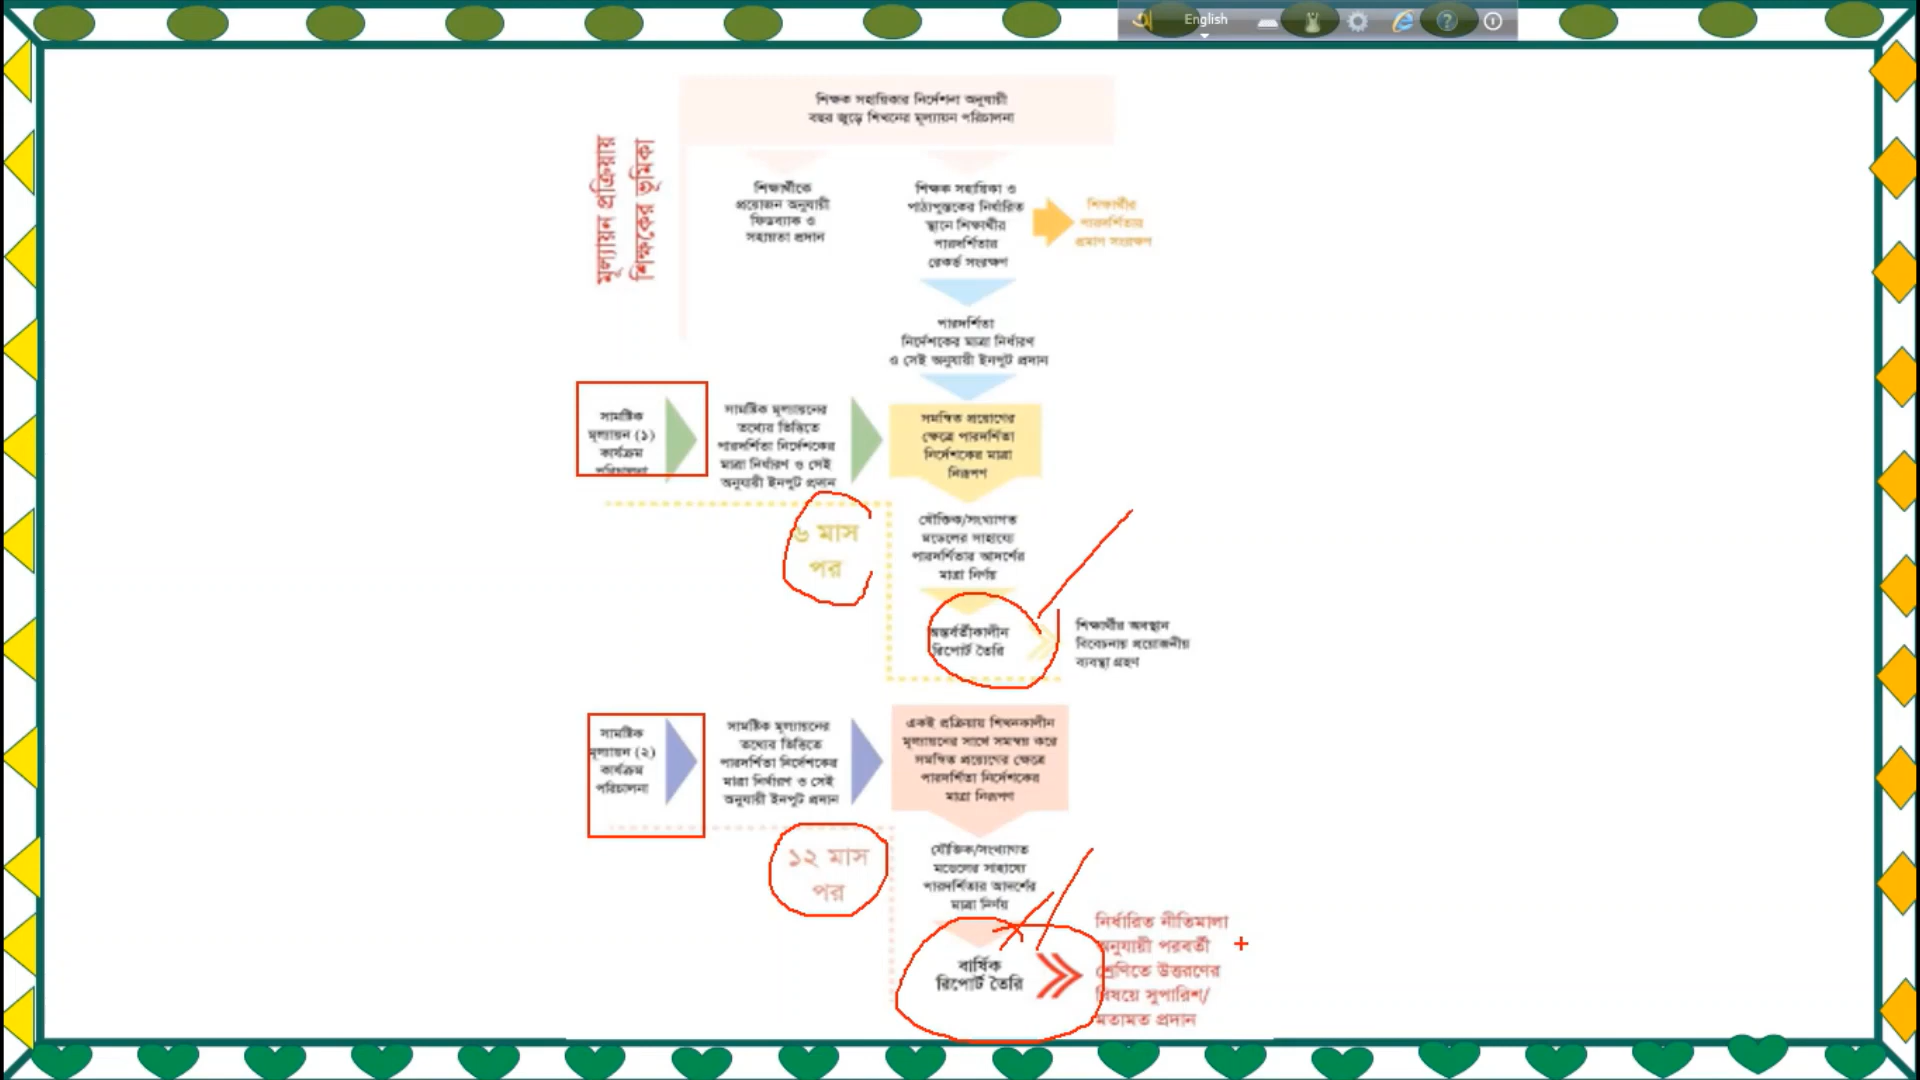 English
শিক্ষক সহায়িকার নির্দেশনা অনুযায়ী
বছর জুড়ে শিখনের মূল্যায়ন পরিচালনা
মূল্যায়ন প্রক্রিয়ায়
শিক্ষকের ভূমিকা
শিক্ষার্থীকে
প্রয়োজন অনুযায়ী
ফিডব্যাক ও
সহায়তা প্রদান
শিক্ষক সহায়িকা ও
পাঠ্যপুস্তকের নির্ধারিত
স্থানে শিক্ষার্থীর
পারদর্শিতার
রেকর্ড সংরক্ষণ
শিক্ষার্থীর
পারদর্শিতার
প্রমাণ সংরক্ষণ
পারদর্শিতা
নির্দেশকের মাত্রা নির্ধারণ
ও সেই অনুযায়ী ইনপুট প্রদান
সামষ্টিক
মূল্যায়ন (১)
কার্যক্রম
পরিচালনা
সামষ্টিক মূল্যায়নের
তথ্যের ভিত্তিতে
পারদর্শিতা নির্দেশকের
মাত্রা নির্ধারণ ও সেই
অনুযায়ী ইনপুট প্রদান
সমন্বিত প্রয়োগের
ক্ষেত্রে পারদর্শিতা
নির্দেশকের মাত্রা
নিরূপণ
৬ মাস
পর
যৌক্তিক/সংখ্যাগত
মডেলের সাহায্যে
পারদর্শিতার আদর্শের
মাত্রা নির্ণয়
অন্তর্বর্তীকালীন
রিপোর্ট তৈরি
শিক্ষার্থীর অবস্থান
বিবেচনায় প্রয়োজনীয়
ব্যবস্থা গ্রহণ
সামষ্টিক
মূল্যায়ন (২)
কার্যক্রম
পরিচালনা
সামষ্টিক মূল্যায়নের
তথ্যের ভিত্তিতে
পারদর্শিতা নির্দেশকের
মাত্রা নির্ধারণ ও সেই
অনুযায়ী ইনপুট প্রদান
একই প্রক্রিয়ায় শিখনকালীন
মূল্যায়নের সাথে সমন্বয় করে
সমন্বিত প্রয়োগের ক্ষেত্রে
পারদর্শিতা নির্দেশকের
মাত্রা নিরূপণ
১২ মাস
পর
যৌক্তিক/সংখ্যাগত
মডেলের সাহায্যে
পারদর্শিতার আদর্শের
মাত্রা নির্ণয়
বার্ষিক
রিপোর্ট তৈরি
নির্ধারিত নীতিমালা
অনুযায়ী পরবর্তী
শ্রেণিতে উত্তরণের
বিষয়ে সুপারিশ/
মতামত প্রদান